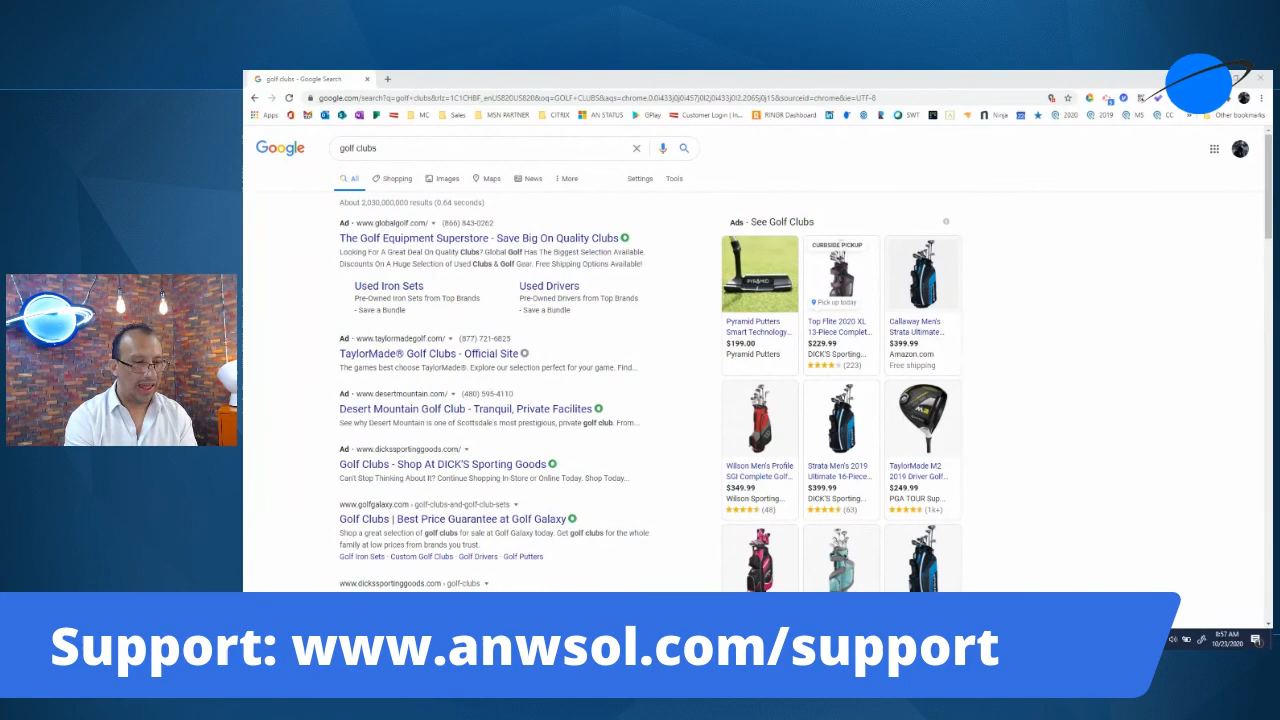 golf clubs - Google Search
google.com/search?q=golf+clubs&rlz=1C1CHBF_enUS820US820&oq=GOLF+CLUBS&aqs=chrome.0.0i433j0j0i457j0l2j0i433j0l2.2065j0j15&sourceid=chrome&ie=UTF-8
Apps MC Sales MSN PARTNER CITRIX AN STATUS GPlay Customer Login | In... RINGR Dashboard SWT Ninja 2020 2019 MS CC » Other bookmarks
Google golf clubs
All Shopping Images Maps News More Settings Tools
About 2,030,000,000 results (0.64 seconds)
Ad · www.globalgolf.com/ (866) 843-0262
The Golf Equipment Superstore - Save Big On Quality Clubs
Looking For A Great Deal On Quality Clubs? Global Golf Has The Biggest Selection Available.
Discounts On A Huge Selection of Used Clubs & Golf Gear. Free Shipping Options Available!
Used Iron Sets
Pre-Owned Iron Sets from Top Brands
- Save a Bundle
Used Drivers
Pre-Owned Drivers from Top Brands
- Save a Bundle
Ad · www.taylormadegolf.com/ (877) 721-6825
TaylorMade® Golf Clubs - Official Site
The games best choose TaylorMade®. Explore our selection perfect for your game. Find...
Ad · www.desertmountain.com/ (480) 595-4110
Desert Mountain Golf Club - Tranquil, Private Facilites
See why Desert Mountain is one of Scottsdale's most prestigious, private golf club. From...
Ad · www.dickssportinggoods.com/
Golf Clubs - Shop At DICK'S Sporting Goods
Can't Stop Thinking About It? Continue Shopping In-Store or Online Today. Shop Today...
www.golfgalaxy.com › golf-clubs-and-golf-club-sets
Golf Clubs | Best Price Guarantee at Golf Galaxy
Shop a great selection of golf clubs for sale at Golf Galaxy today. Get golf clubs for the whole
family at low prices from brands you trust.
Golf Iron Sets · Custom Golf Clubs · Golf Drivers · Golf Putters
www.dickssportinggoods.com › golf-clubs
Ads · See Golf Clubs
PYRAMID
Pyramid Putters
Smart Technology...
$199.00
Pyramid Putters
CURBSIDE PICKUP
Pick up today
Top Flite 2020 XL
13-Piece Complet...
$229.99
DICK'S Sporting...
(223)
Callaway Men's
Strata Ultimate...
$399.99
Amazon.com
Free shipping
Wilson Men's Profile
SGI Complete Golf...
$349.99
Wilson Sporting...
(48)
Strata Men's 2019
Ultimate 16-Piece...
$399.99
DICK'S Sporting...
(63)
M2
TaylorMade M2
2019 Driver Golf...
$249.99
PGA TOUR Sup...
(1k+)
Support: www.anwsol.com/support
8:57 AM
10/23/2020